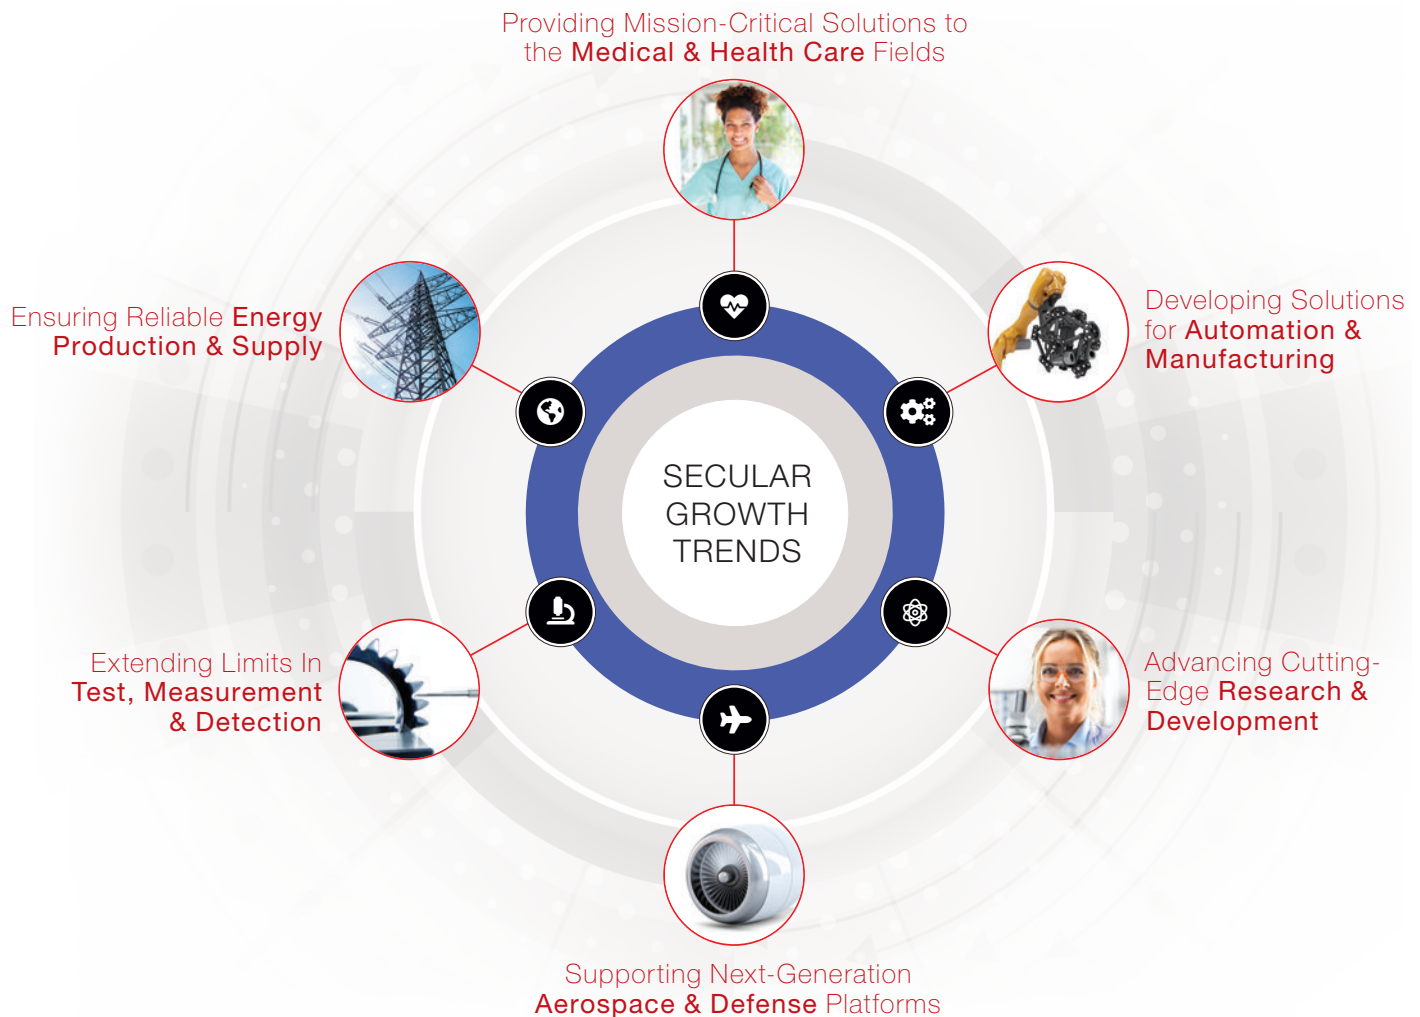 Providing Mission-Critical Solutions to
the Medical & Health Care Fields
Ensuring Reliable Energy
Production & Supply
Developing Solutions
for Automation &
Manufacturing
SECULAR
GROWTH
TRENDS
Extending Limits In
Test, Measurement
& Detection
Advancing Cutting-
Edge Research &
Development
Supporting Next-Generation
Aerospace & Defense Platforms